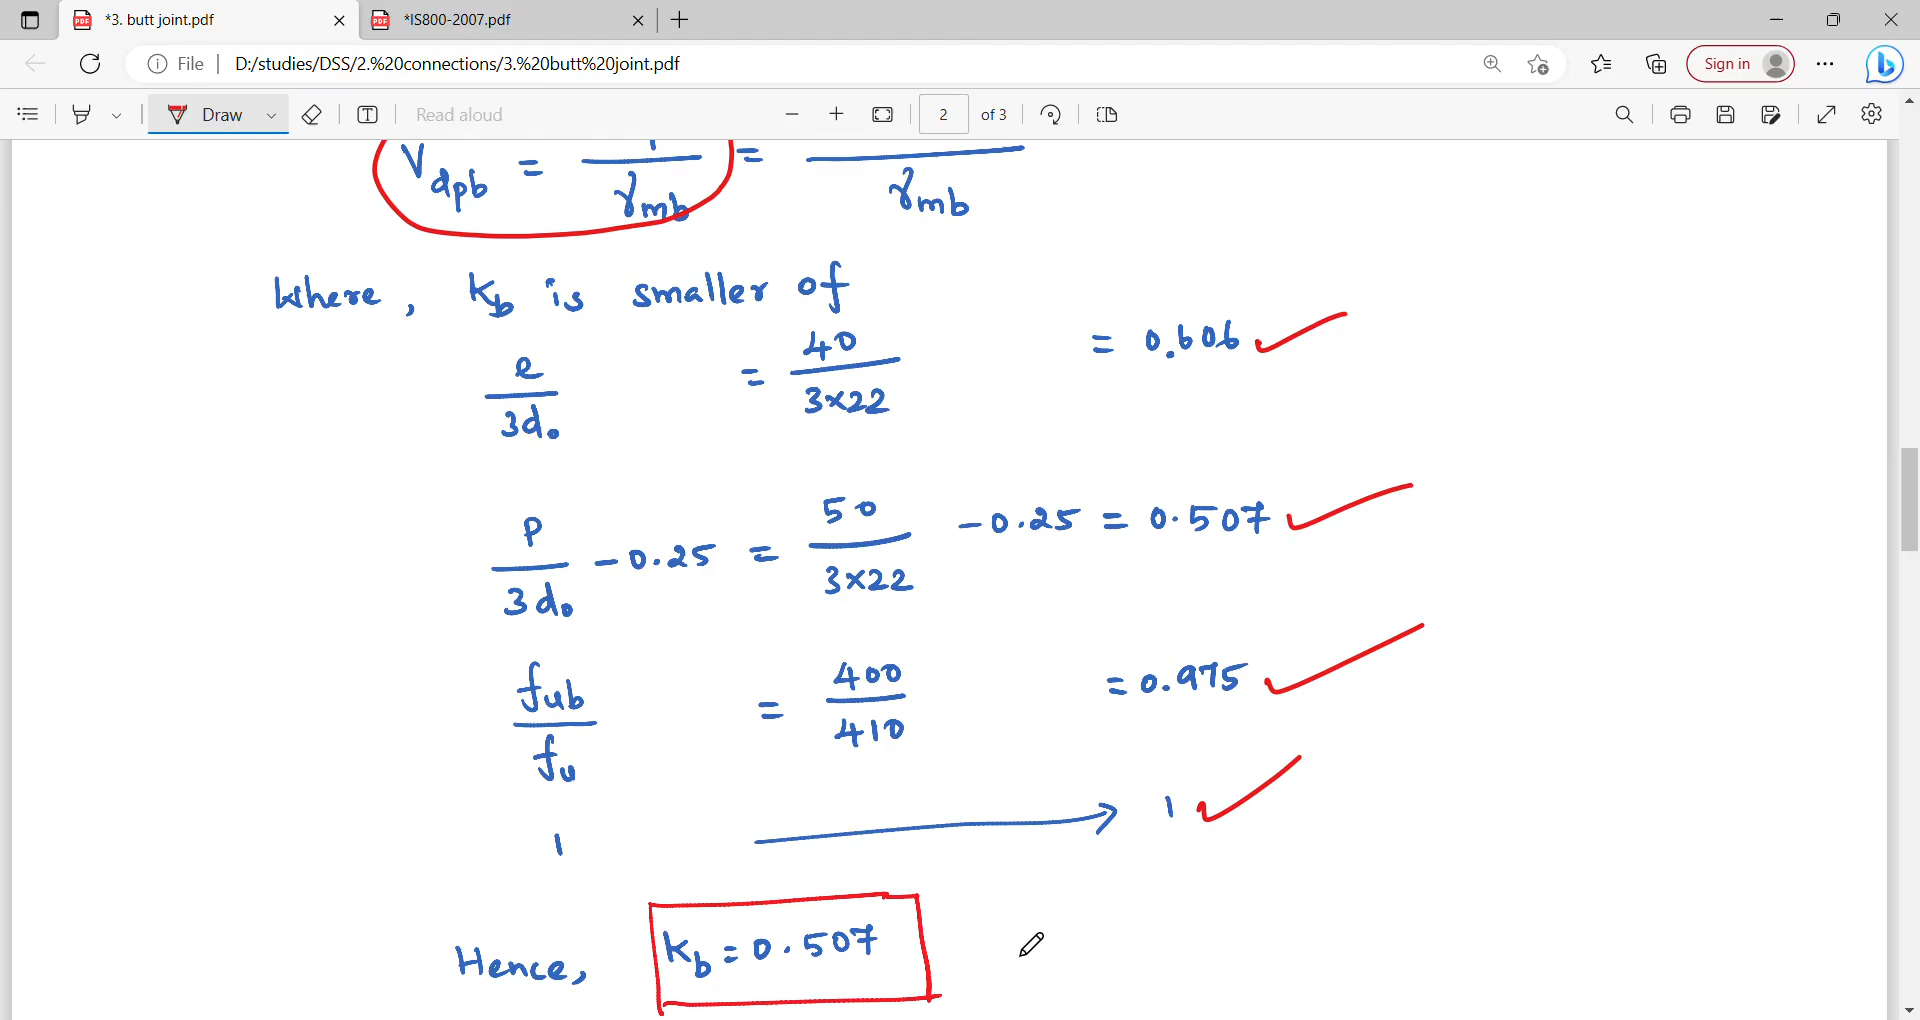 *3. butt joint.pdf
*IS800-2007.pdf
File | D:/studies/DSS/2.%20connections/3.%20butt%20joint.pdf
Sign in
Draw
Read aloud
2 of 3
Vdpb = / γmb = / γmb
Where, Kb is smaller of
e/3d₀ = 40/3×22 = 0.606
P/3d₀ - 0.25 = 50/3×22 - 0.25 = 0.507
fub/fu = 400/410 = 0.975
1 → 1
Hence, Kb = 0.507